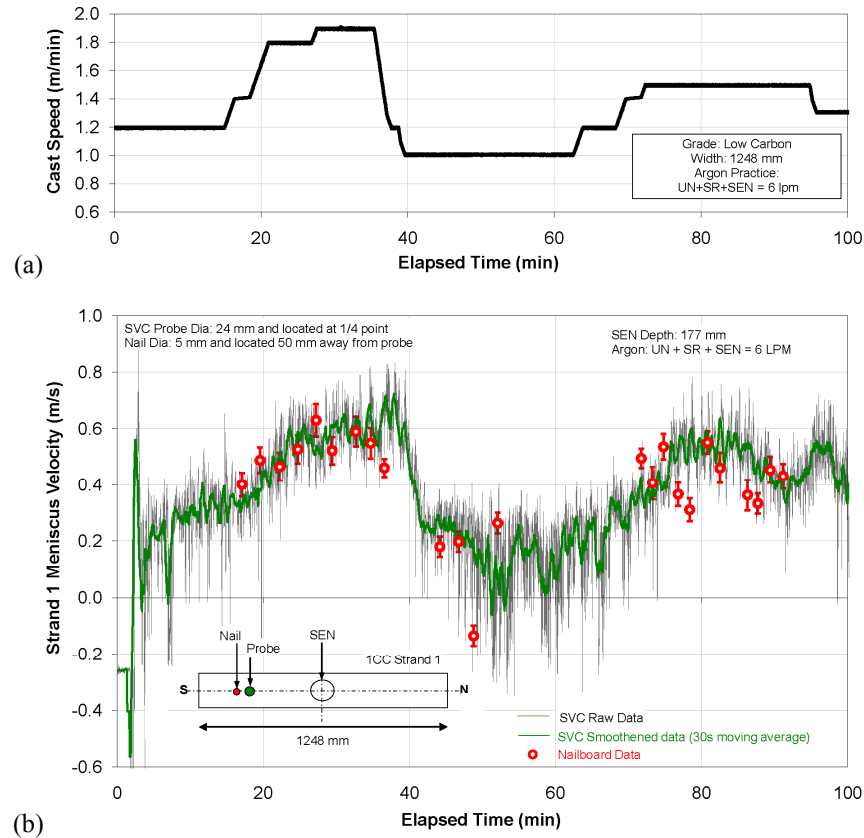 2.0
1.8
1.6
1.4
1.2
1.0
0.8
0.6
Cast Speed (m/min)
Grade: Low Carbon
Width: 1248 mm
Argon Practice:
UN+SR+SEN = 6 lpm
0 20 40 60 80 100
Elapsed Time (min)
(a)
1.0
0.8
0.6
0.4
0.2
0.0
-0.2
-0.4
-0.6
Strand 1 Meniscus Velocity (m/s)
SVC Probe Dia: 24 mm and located at 1/4 point
Nail Dia: 5 mm and located 50 mm away from probe
SEN Depth: 177 mm
Argon: UN + SR + SEN = 6 LPM
Nail
Probe
SEN
1CC Strand 1
S
N
1248 mm
SVC Raw Data
SVC Smoothened data (30s moving average)
Nailboard Data
0 20 40 60 80 100
Elapsed Time (min)
(b)